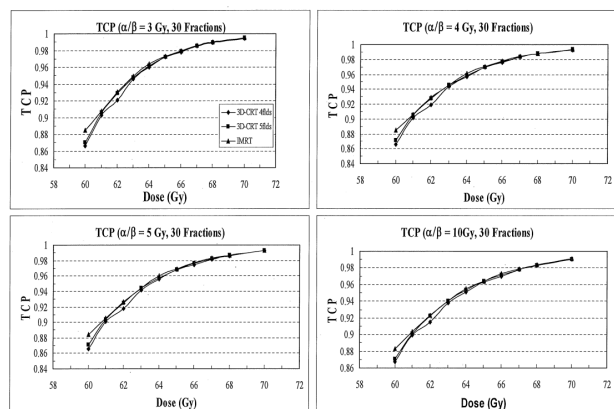 TCP (α/β = 3 Gy, 30 Fractions)
TCP
1
0.98
0.96
0.94
0.92
0.9
0.88
0.86
0.84
3D-CRT 4flds
3D-CRT 5flds
IMRT
58 60 62 64 66 68 70 72
Dose (Gy)
TCP (α/β = 4 Gy, 30 Fractions)
TCP
1
0.98
0.96
0.94
0.92
0.9
0.88
0.86
0.84
58 60 62 64 66 68 70 72
Dose (Gy)
TCP (α/β = 5 Gy, 30 Fractions)
TCP
1
0.98
0.96
0.94
0.92
0.9
0.88
0.86
0.84
58 60 62 64 66 68 70 72
Dose (Gy)
TCP (α/β = 10Gy, 30 Fractions)
TCP
1
0.98
0.96
0.94
0.92
0.9
0.88
0.86
58 60 62 64 66 68 70 72
Dose (Gy)